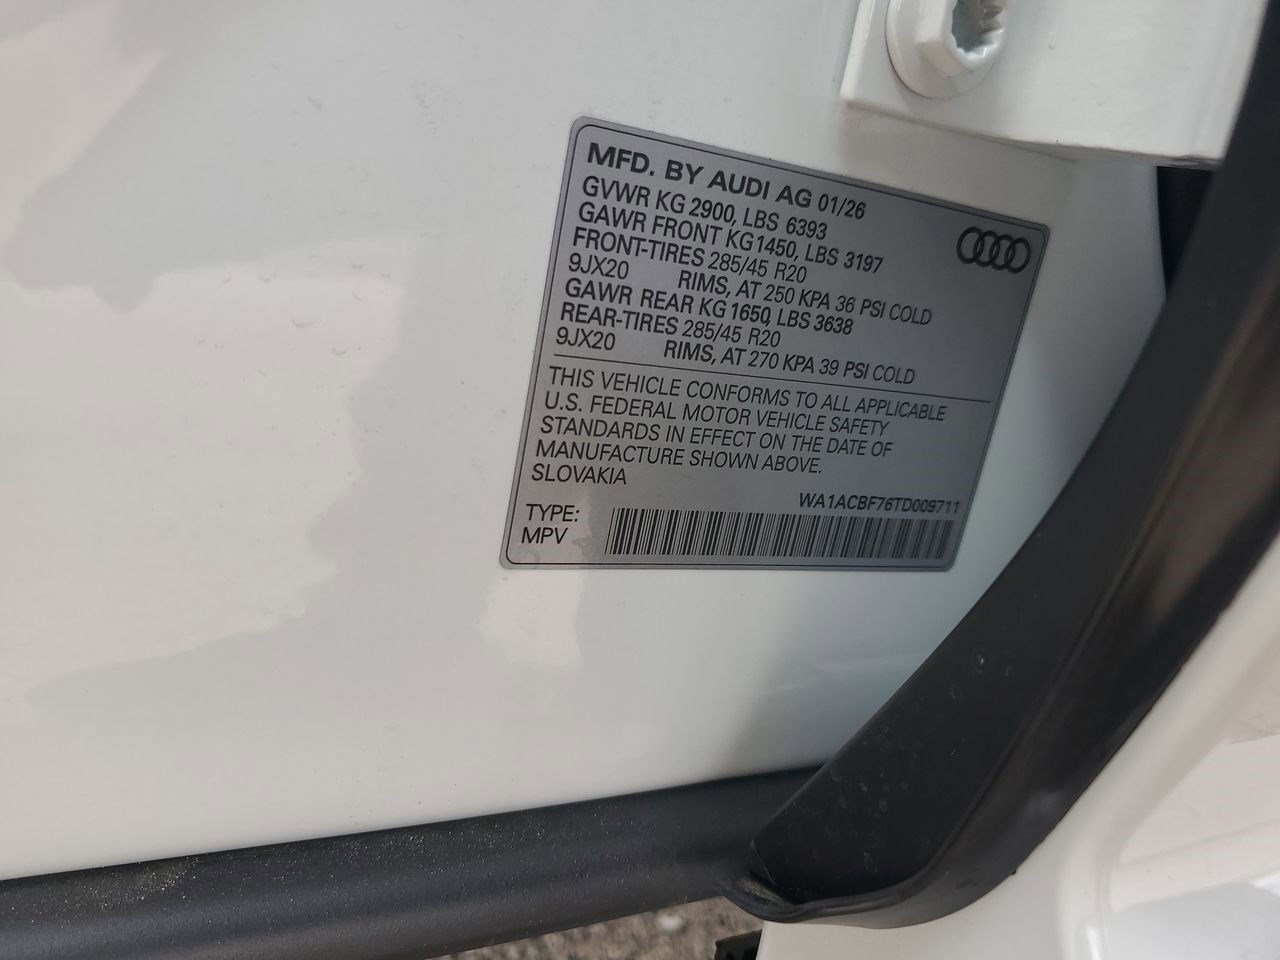 MFD. BY AUDI AG 01/26
GVWR KG 2900, LBS 6393
GAWR FRONT KG 1450, LBS 3197
FRONT-TIRES 285/45 R20
9JX20 RIMS, AT 250 KPA 36 PSI COLD
GAWR REAR KG 1650, LBS 3638
REAR-TIRES 285/45 R20
9JX20 RIMS, AT 270 KPA 39 PSI COLD
THIS VEHICLE CONFORMS TO ALL APPLICABLE
U.S. FEDERAL MOTOR VEHICLE SAFETY
STANDARDS IN EFFECT ON THE DATE OF
MANUFACTURE SHOWN ABOVE.
SLOVAKIA
WA1ACBF76TD009711
TYPE:
MPV